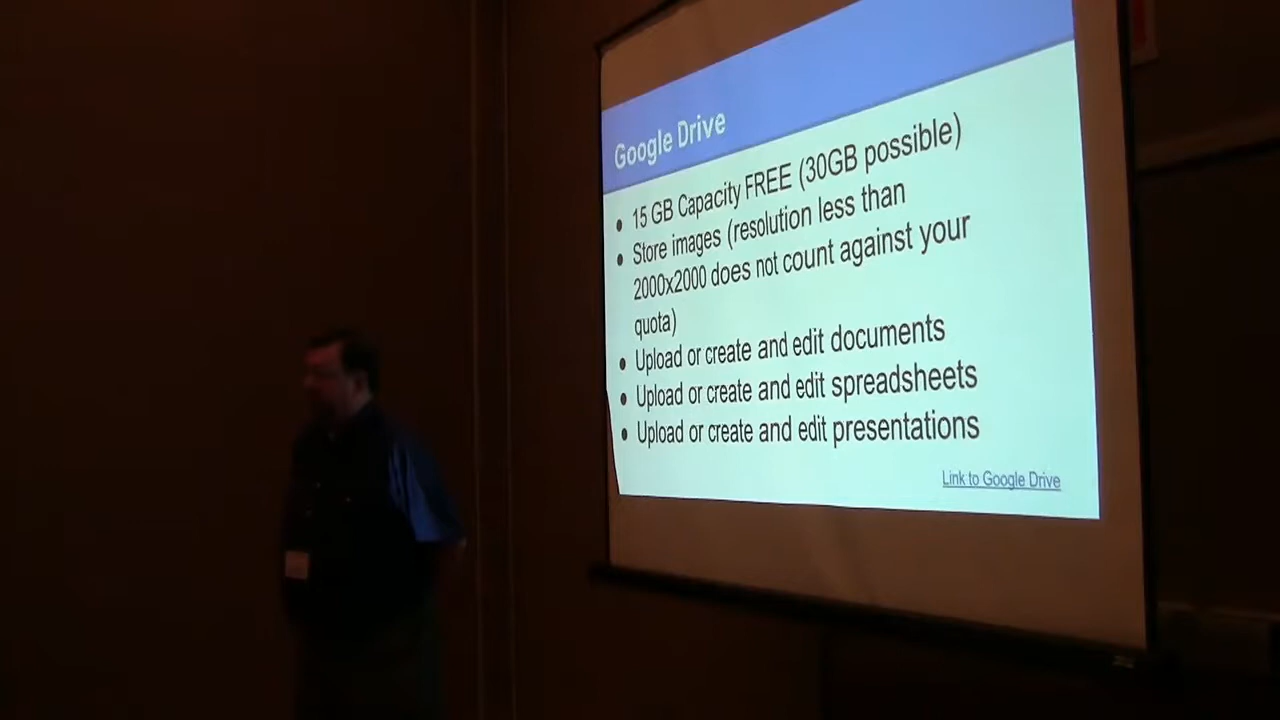 Google Drive
• 15 GB Capacity FREE (30GB possible)
• Store images (resolution less than
2000x2000 does not count against your
quota)
• Upload or create and edit documents
• Upload or create and edit spreadsheets
• Upload or create and edit presentations
Link to Google Drive